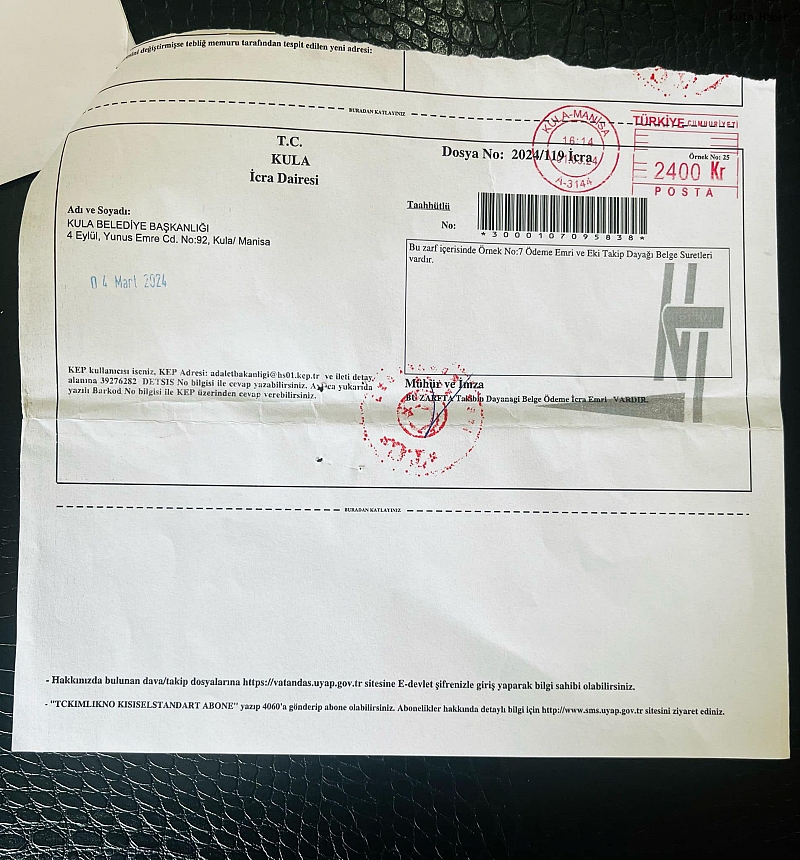 ni değiştirmişse tebliğ memuru tarafından tespit edilen yeni adresi:
BURADAN KATLAYINIZ
KULA-MANİSA
16:14
03.24
A-3144
TÜRKİYE CUMHURİYETİ
2400 Kr
POSTA
T.C.
KULA
İcra Dairesi
Dosya No: 2024/119 İcra
Örnek No: 25
Adı ve Soyadı:
KULA BELEDİYE BAŞKANLIĞI
4 Eylül, Yunus Emre Cd. No:92, Kula/ Manisa
Taahhütlü
No:
*3000107095838*
04 Mart 2024
Bu zarf içerisinde Örnek No:7 Ödeme Emri ve Eki Takip Dayağı Belge Suretleri
vardır.
KEP kullanıcısı iseniz, KEP Adresi: adaletbakanligi@hs01.kep.tr ve ileti detay
alanına 39276282 DETSIS No bilgisi ile cevap yazabilirsiniz. Ayrıca yukarıda
yazılı Barkod No bilgisi ile KEP üzerinden cevap verebilirsiniz.
Mühür ve İmza
BU ZARFTA Takibin Dayanagi Belge Ödeme İcra Emri VARDIR.
T.C.
BURADAN KATLAYINIZ
- Hakkınızda bulunan dava/takip dosyalarına https://vatandas.uyap.gov.tr sitesine E-devlet şifrenizle giriş yaparak bilgi sahibi olabilirsiniz.
- "TCKIMLIKNO KISISELSTANDART ABONE" yazıp 4060'a gönderip abone olabilirsiniz. Abonelikler hakkında detaylı bilgi için http://www.sms.uyap.gov.tr sitesini ziyaret ediniz.